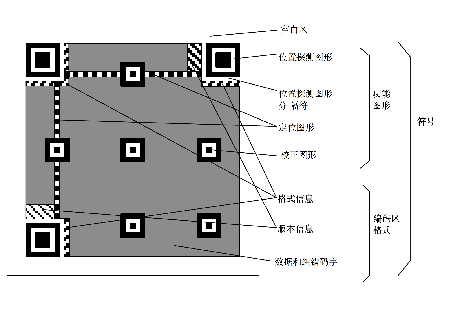 空白区
位置探测图形
位置探测图形
分隔符
定位图形
校正图形
格式信息
版本信息
数据和纠错码字
功能
图形
编码区
格式
符号